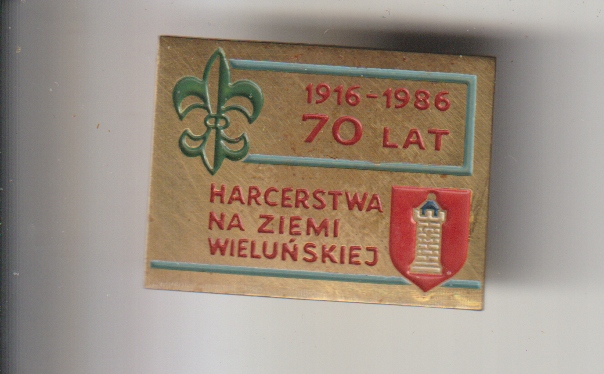 1916-1986
70 LAT
HARCERSTWA
NA ZIEMI
WIELUŃSKIEJ